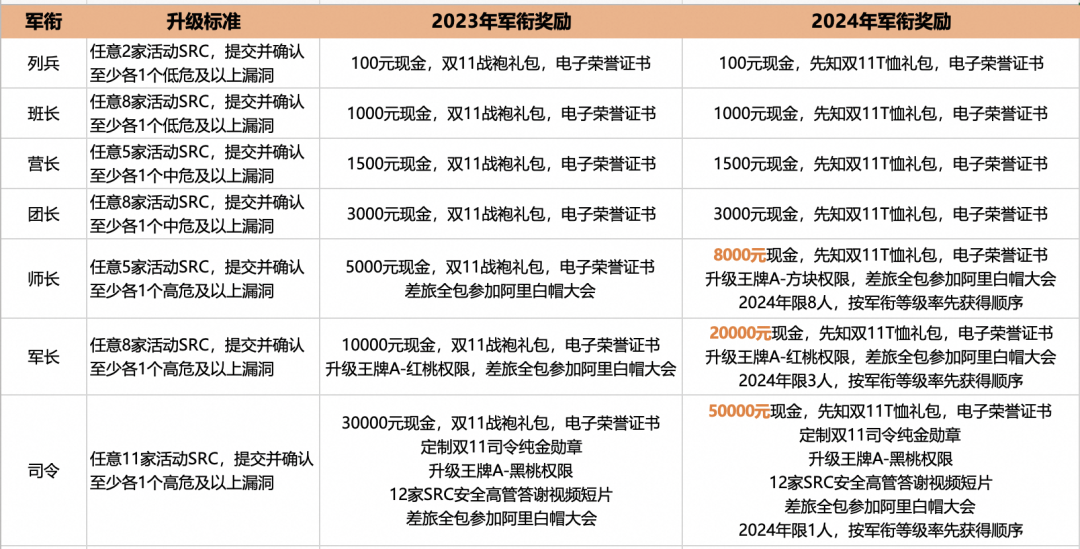 军衔 升级标准 2023年军衔奖励 2024年军衔奖励
列兵
任意2家活动SRC，提交并确认
至少各1个低危及以上漏洞
100元现金，双11战袍礼包，电子荣誉证书
100元现金，先知双11T恤礼包，电子荣誉证书
班长
任意8家活动SRC，提交并确认
至少各1个低危及以上漏洞
1000元现金，双11战袍礼包，电子荣誉证书
1000元现金，先知双11T恤礼包，电子荣誉证书
营长
任意5家活动SRC，提交并确认
至少各1个中危及以上漏洞
1500元现金，双11战袍礼包，电子荣誉证书
1500元现金，先知双11T恤礼包，电子荣誉证书
团长
任意8家活动SRC，提交并确认
至少各1个中危及以上漏洞
3000元现金，双11战袍礼包，电子荣誉证书
3000元现金，先知双11T恤礼包，电子荣誉证书
师长
任意5家活动SRC，提交并确认
至少各1个高危及以上漏洞
5000元现金，双11战袍礼包，电子荣誉证书
差旅全包参加阿里白帽大会
8000元现金，先知双11T恤礼包，电子荣誉证书
升级王牌A-方块权限，差旅全包参加阿里白帽大会
2024年限8人，按军衔等级率先获得顺序
军长
任意8家活动SRC，提交并确认
至少各1个高危及以上漏洞
10000元现金，双11战袍礼包，电子荣誉证书
升级王牌A-红桃权限，差旅全包参加阿里白帽大会
20000元现金，先知双11T恤礼包，电子荣誉证书
升级王牌A-红桃权限，差旅全包参加阿里白帽大会
2024年限3人，按军衔等级率先获得顺序
司令
任意11家活动SRC，提交并确认
至少各1个高危及以上漏洞
30000元现金，双11战袍礼包，电子荣誉证书
定制双11司令纯金勋章
升级王牌A-黑桃权限
12家SRC安全高管答谢视频短片
差旅全包参加阿里白帽大会
50000元现金，先知双11T恤礼包，电子荣誉证书
定制双11司令纯金勋章
升级王牌A-黑桃权限
12家SRC安全高管答谢视频短片
差旅全包参加阿里白帽大会
2024年限1人，按军衔等级率先获得顺序